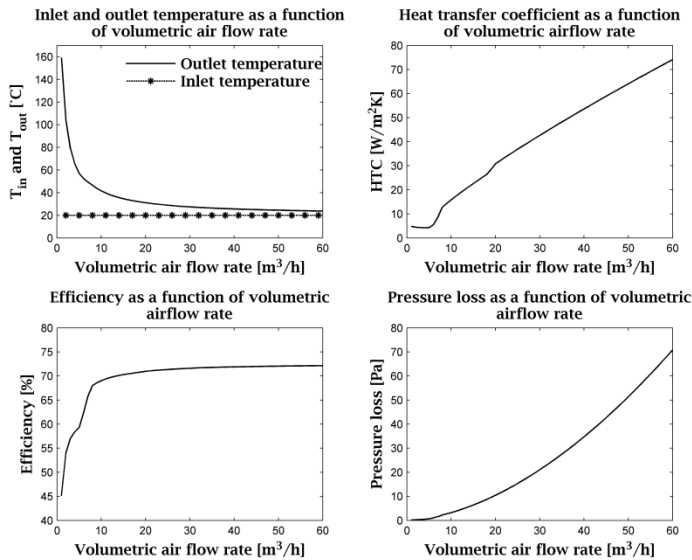 Inlet and outlet temperature as a function
of volumetric air flow rate
160
140
120
100
80
60
40
20
0
T_in and T_out [°C]
Outlet temperature
Inlet temperature
0 10 20 30 40 50 60
Volumetric air flow rate [m³/h]
Heat transfer coefficient as a function
of volumetric airflow rate
80
70
60
50
40
30
20
10
0
HTC [W/m²K]
0 10 20 30 40 50 60
Volumetric air flow rate [m³/h]
Efficiency as a function of volumetric
airflow rate
80
75
70
65
60
55
50
45
40
Efficiency [%]
0 10 20 30 40 50 60
Volumetric air flow rate [m³/h]
Pressure loss as a function of volumetric
airflow rate
80
70
60
50
40
30
20
10
0
Pressure loss [Pa]
0 10 20 30 40 50 60
Volumetric air flow rate [m³/h]